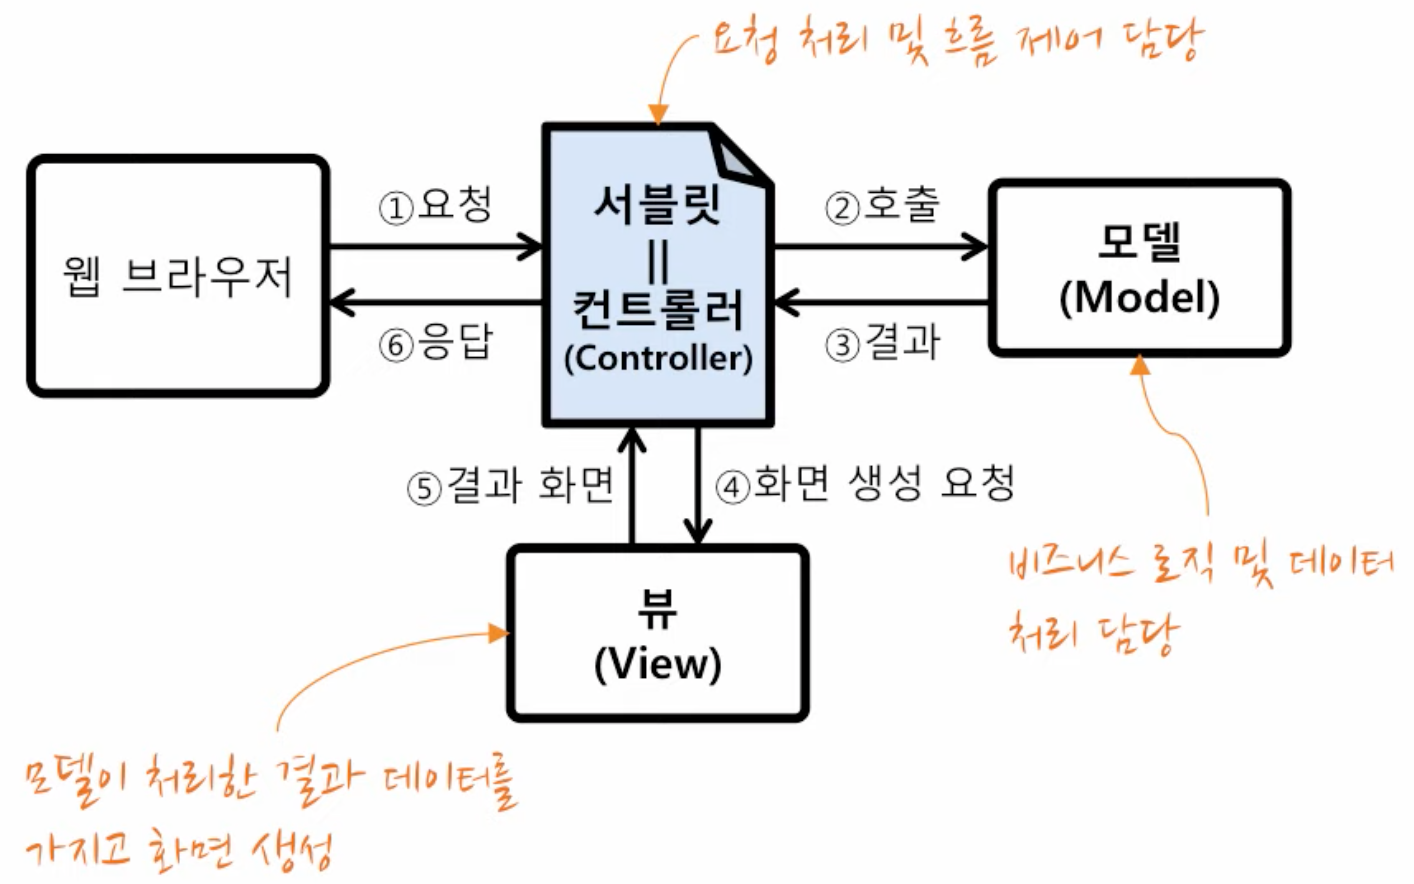 요청 처리 및 흐름 제어 담당
웹 브라우저
①요청
⑥응답
서블릿
||
컨트롤러
(Controller)
②호출
③결과
모델
(Model)
⑤결과 화면
④화면 생성 요청
비즈니스 로직 및 데이터
처리 담당
뷰
(View)
모델이 처리한 결과 데이터를
가지고 화면 생성